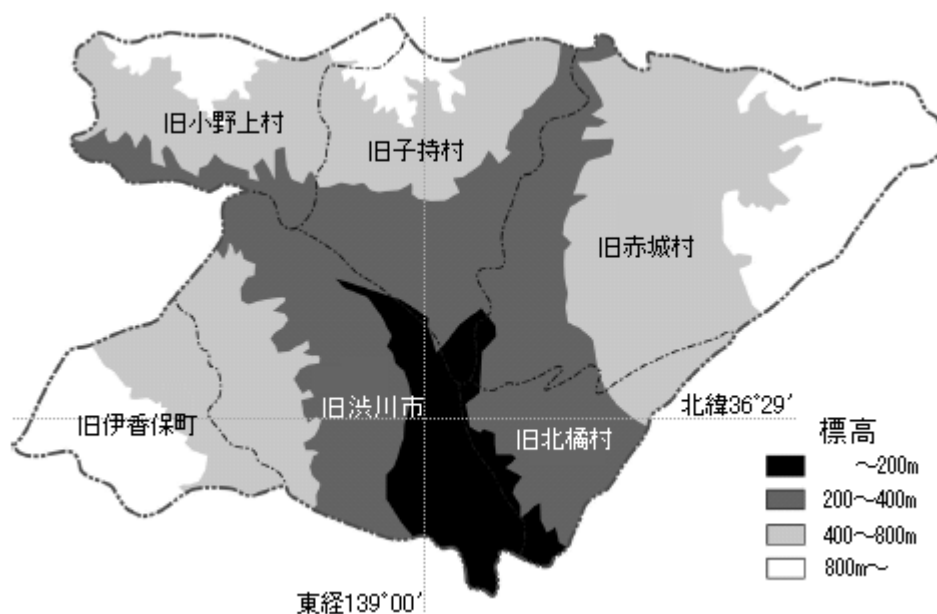 旧小野上村
旧子持村
旧赤城村
旧伊香保町
旧渋川市
旧北橘村
北緯36°29′
東経139°00′
標高
～200m
200～400m
400～800m
800m～